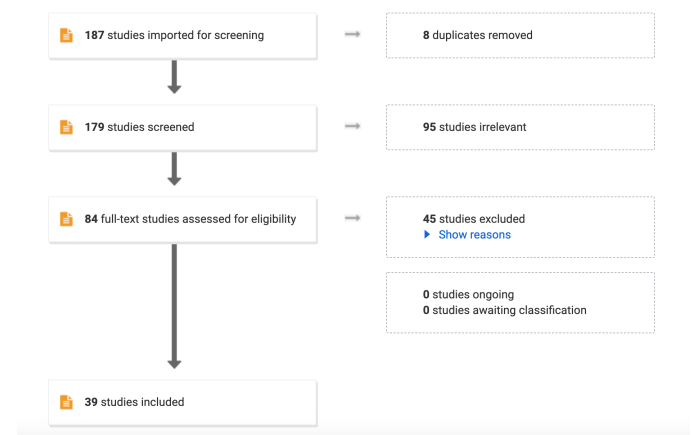 187 studies imported for screening
8 duplicates removed
179 studies screened
95 studies irrelevant
84 full-text studies assessed for eligibility
45 studies excluded
Show reasons
0 studies ongoing
0 studies awaiting classification
39 studies included